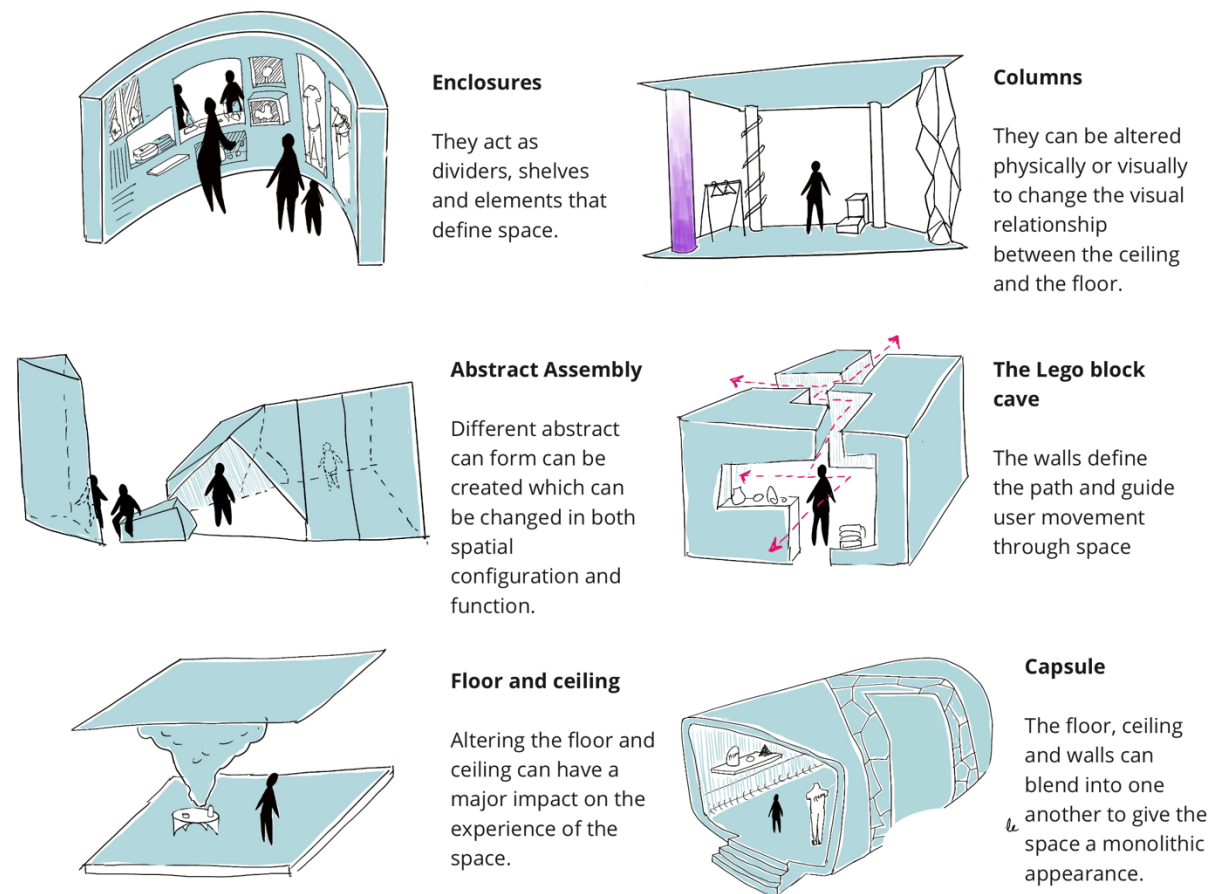 Enclosures
They act as
dividers, shelves
and elements that
define space.
Columns
They can be altered
physically or visually
to change the visual
relationship
between the ceiling
and the floor.
Abstract Assembly
Different abstract
can form can be
created which can
be changed in both
spatial
configuration and
function.
The Lego block
cave
The walls define
the path and guide
user movement
through space
Floor and ceiling
Altering the floor and
ceiling can have a
major impact on the
experience of the
space.
Capsule
The floor, ceiling
and walls can
blend into one
another to give the
space a monolithic
appearance.